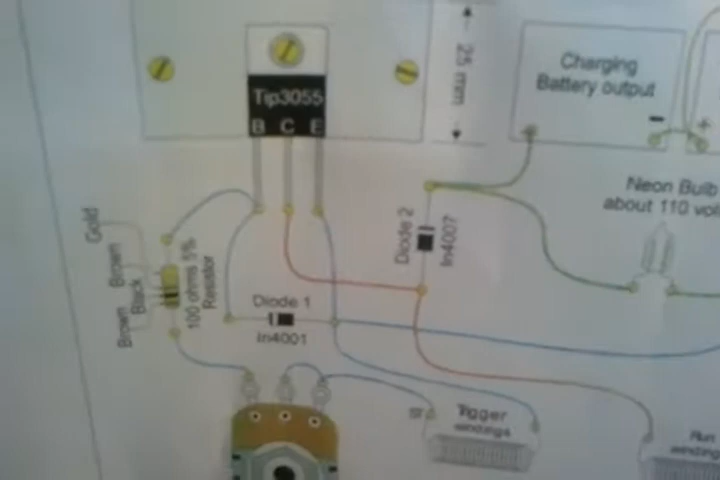 Tip3055
B C E
25 mm
Charging
Battery output
-
+
Neon Bulb
about 110
Diode 2
In4007
Gold
Brown
Black
Brown
100 ohms 5%
Resistor
Diode 1
In4001
Tigger
windings
Run